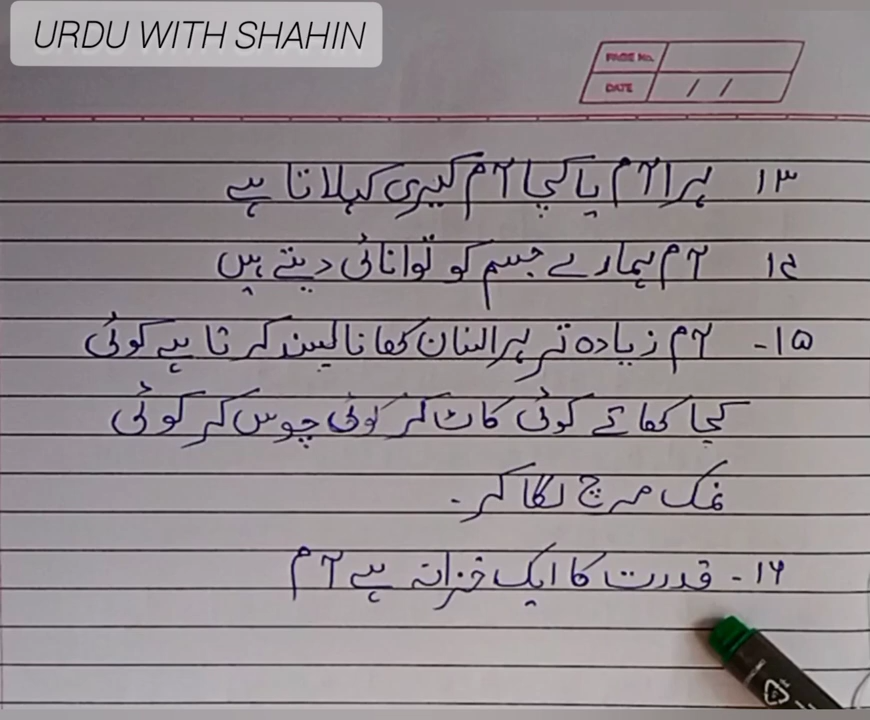 URDU WITH SHAHIN
PAGE No.
DATE / /
۱۳ ہرا آم یا کچا آم کیری کہلاتا ہے
۱۴ آم ہمارے جسم کو توانائی دیتے ہیں
۱۵- آم زیادہ تر ہر انسان کھانا پسند کرتا ہے کوئی
کچا کھائے کوئی کاٹ کر کوئی چوس کر کوئی
نمک مرچ لگا کر۔
۱۶- قدرت کا ایک خزانہ ہے آم